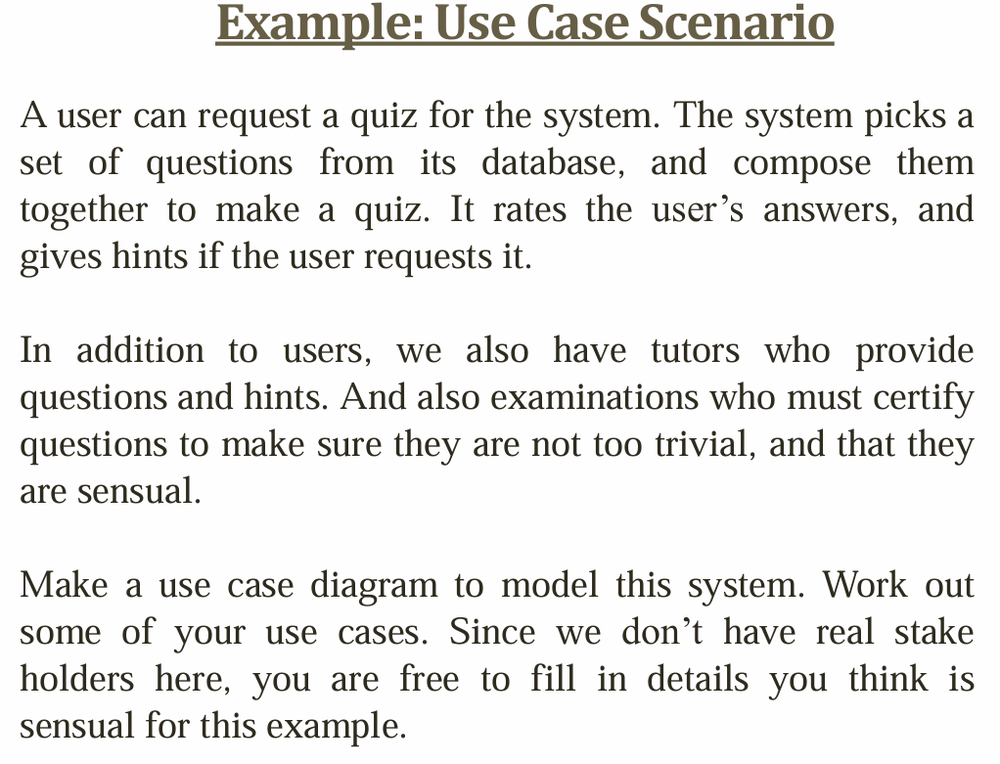 Example: Use Case Scenario
A user can request a quiz for the system. The system picks a
set of questions from its database, and compose them
together to make a quiz. It rates the user’s answers, and
gives hints if the user requests it.
In addition to users, we also have tutors who provide
questions and hints. And also examinations who must certify
questions to make sure they are not too trivial, and that they
are sensual.
Make a use case diagram to model this system. Work out
some of your use cases. Since we don’t have real stake
holders here, you are free to fill in details you think is
sensual for this example.